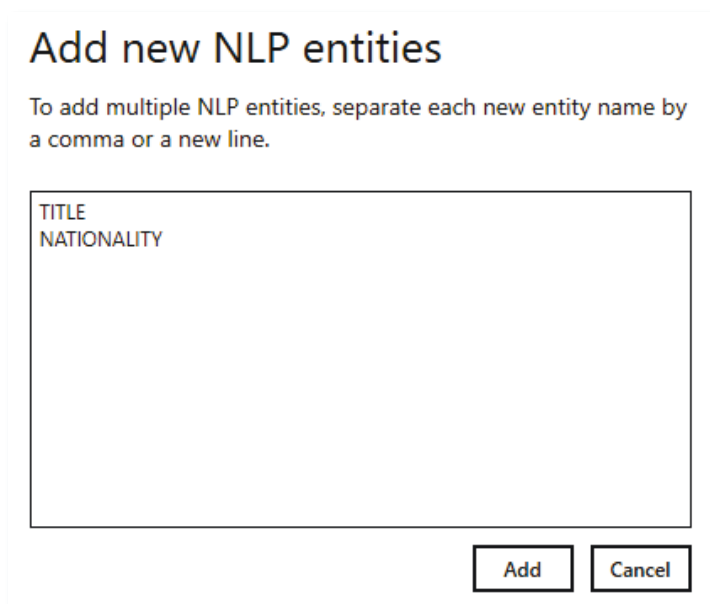 Add new NLP entities
To add multiple NLP entities, separate each new entity name by
a comma or a new line.
TITLE
NATIONALITY
Add
Cancel